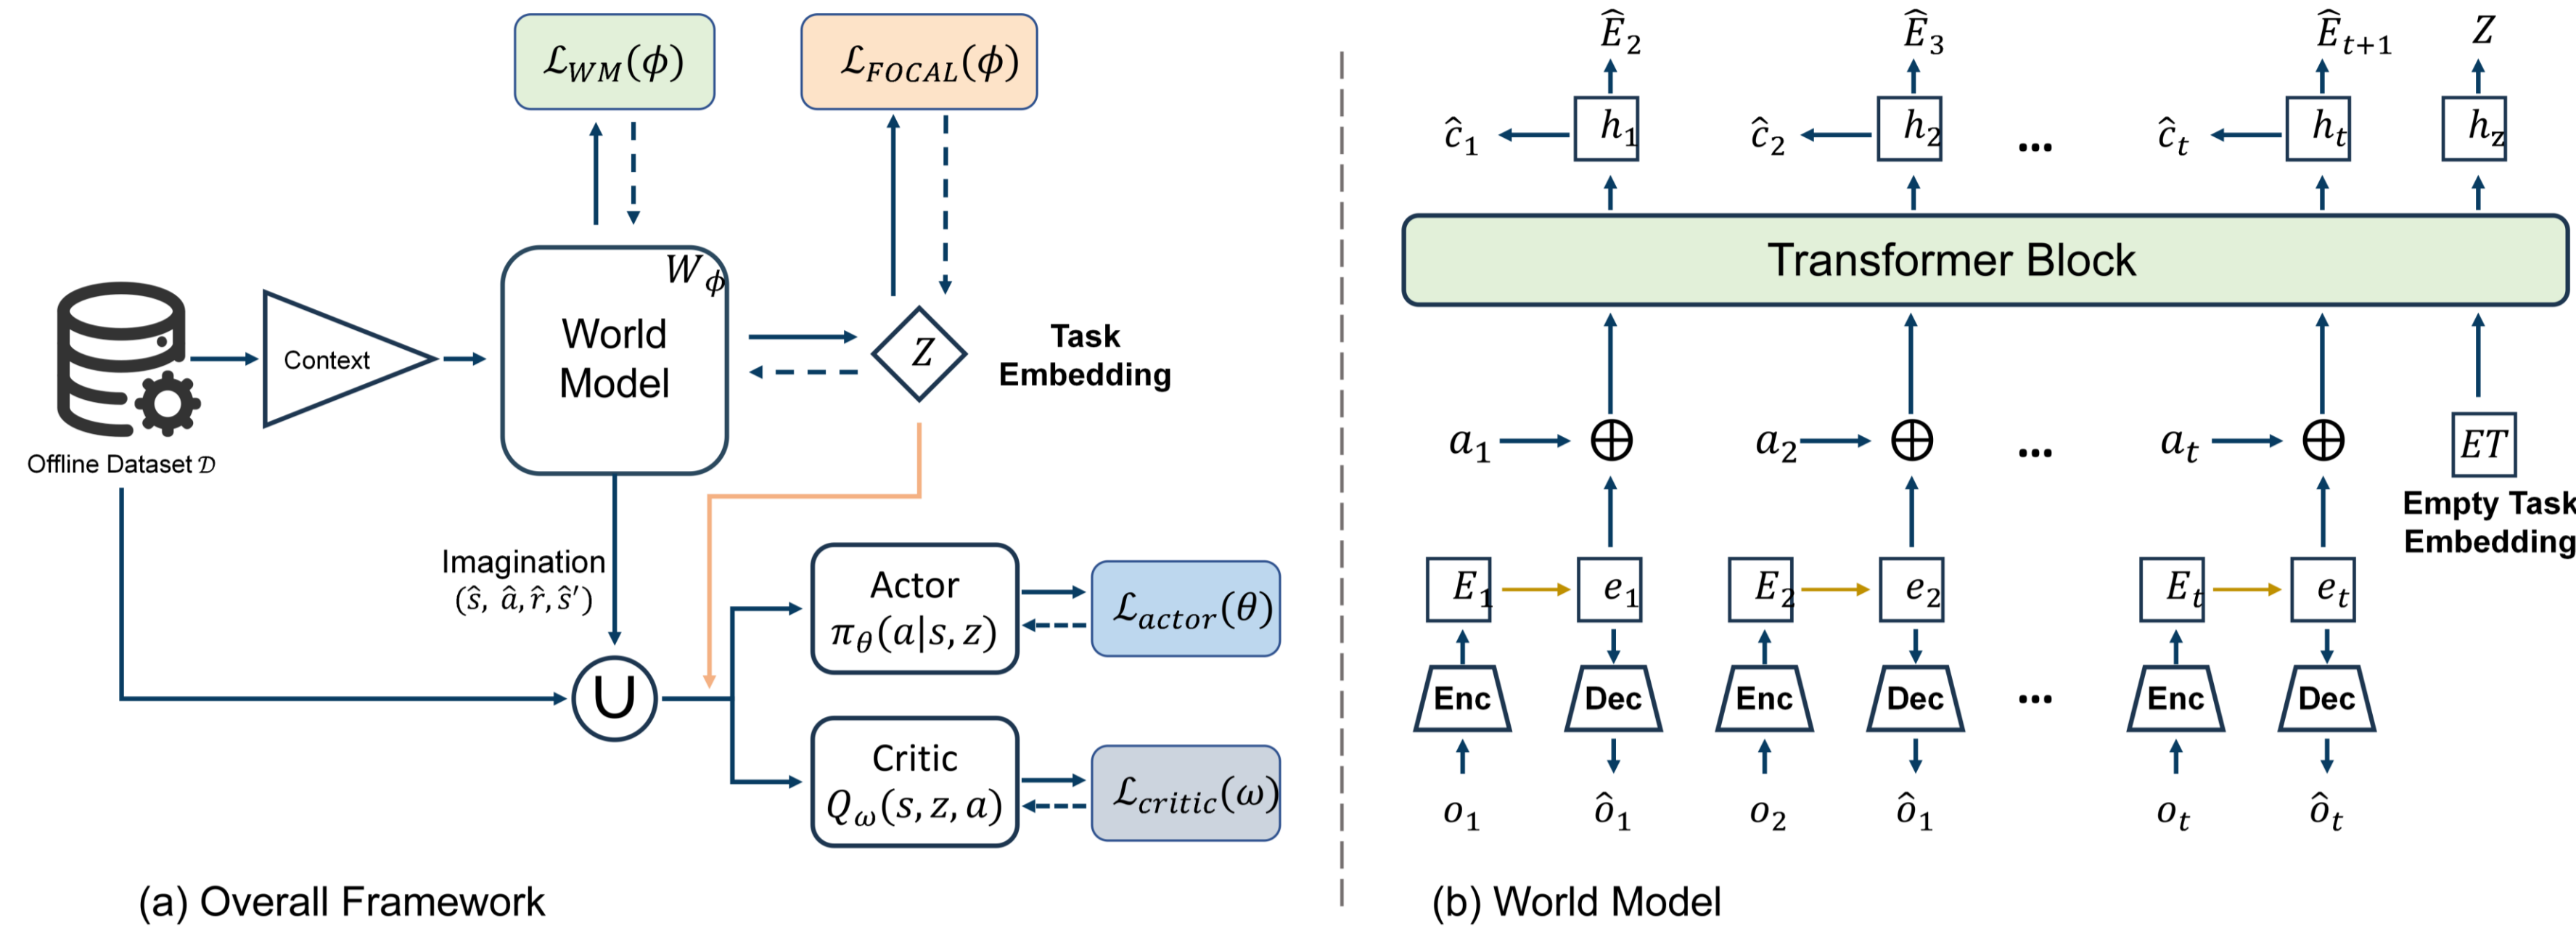 ℒ_WM(ϕ)
ℒ_FOCAL(ϕ)
W_ϕ
World
Model
Context
Z
Task
Embedding
Offline Dataset 𝒟
Imagination
(ŝ, â, r̂, ŝ′)
∪
Actor
π_θ(a|s, z)
ℒ_actor(θ)
Critic
Q_ω(s, z, a)
ℒ_critic(ω)
(a) Overall Framework
Ê_2 Ê_3 Ê_{t+1} Z
ĉ_1 h_1 ĉ_2 h_2 ... ĉ_t h_t h_z
Transformer Block
a_1 ⊕ a_2 ⊕ ... a_t ⊕ ET
Empty Task
Embedding
E_1 e_1 E_2 e_2 E_t e_t
Enc Dec Enc Dec ... Enc Dec
o_1 ô_1 o_2 ô_1 o_t ô_t
(b) World Model